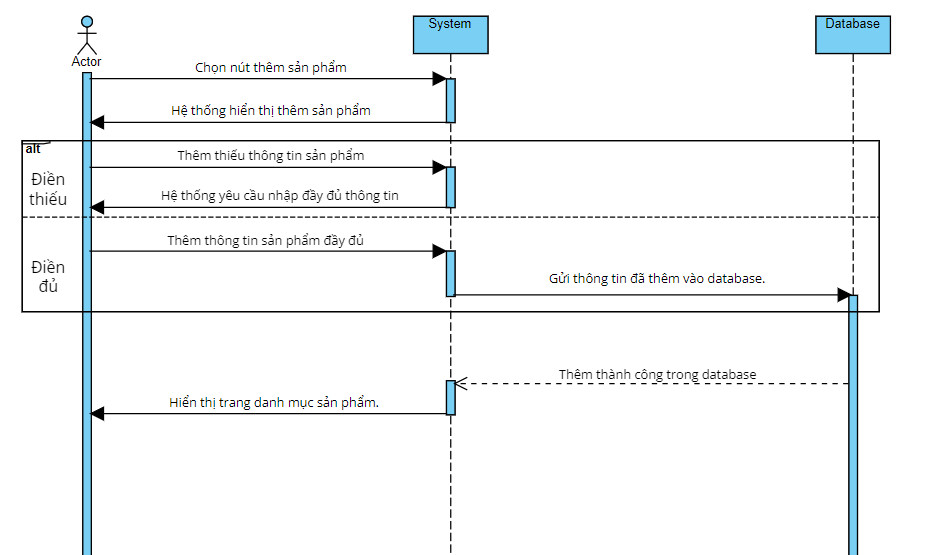 Actor
System
Database
Chọn nút thêm sản phẩm
Hệ thống hiển thị thêm sản phẩm
alt
Điền
thiếu
Thêm thiếu thông tin sản phẩm
Hệ thống yêu cầu nhập đầy đủ thông tin
Điền
đủ
Thêm thông tin sản phẩm đầy đủ
Gửi thông tin đã thêm vào database.
Thêm thành công trong database
Hiển thị trang danh mục sản phẩm.